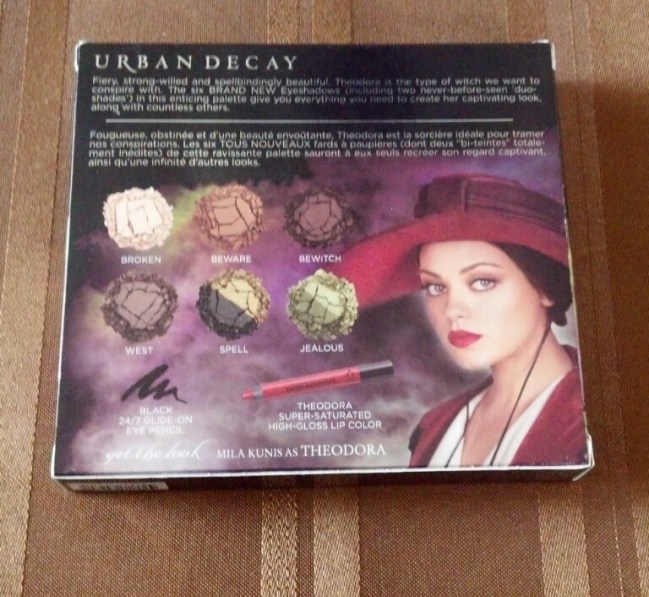 URBAN DECAY
Fiery, strong-willed and spellbindingly beautiful, Theodora is the type of witch we want to
conspire with. The six BRAND NEW Eyeshadows (including two never-before-seen 'duo-
shades') in this enticing palette give you everything you need to create her captivating look,
along with countless others.
Fougueuse, obstinée et d'une beauté envoûtante, Theodora est la sorcière idéale pour tramer
nos conspirations. Les six TOUS NOUVEAUX fards à paupières (dont deux "bi-teintes" totale-
ment inédites) de cette ravissante palette sauront à eux seuls recréer son regard captivant,
ainsi qu'une infinité d'autres looks.
BROKEN BEWARE BEWITCH
WEST SPELL JEALOUS
BLACK
24/7 GLIDE-ON
EYE PENCIL
THEODORA
SUPER-SATURATED
HIGH-GLOSS LIP COLOR
get the look MILA KUNIS AS THEODORA